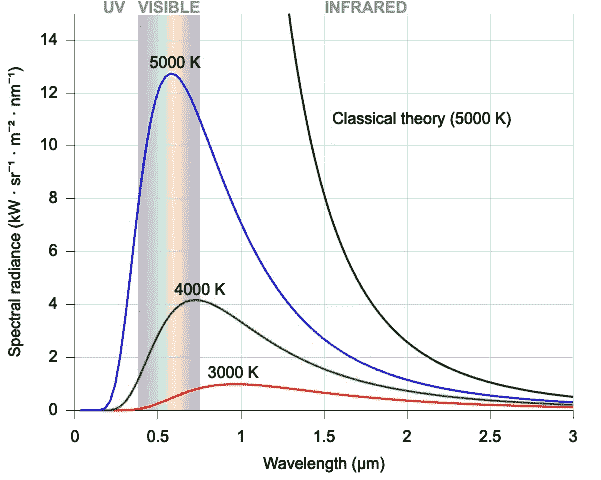 UV VISIBLE INFRARED
14
12
10
8
6
4
2
0
Spectral radiance (kW · sr⁻¹ · m⁻² · nm⁻¹)
5000 K
Classical theory (5000 K)
4000 K
3000 K
0 0.5 1 1.5 2 2.5 3
Wavelength (μm)